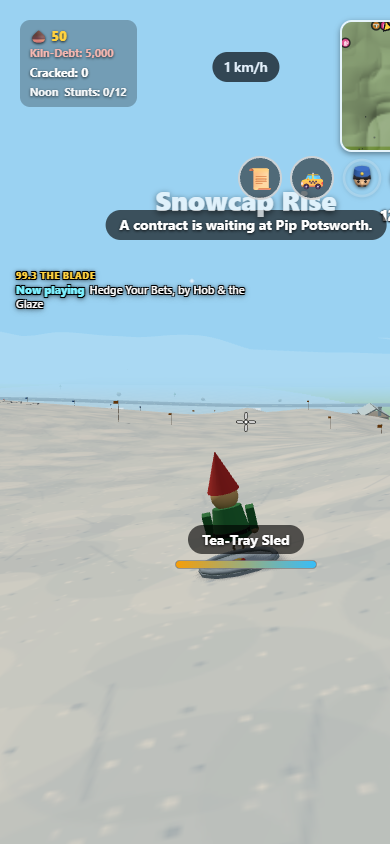 50
Kiln-Debt: 5,000
Cracked: 0
Noon Stunts: 0/12
1 km/h
Snowcap Rise
A contract is waiting at Pip Potsworth.
99.3 THE BLADE
Now playing Hedge Your Bets, by Hob & the
Glaze
Tea-Tray Sled